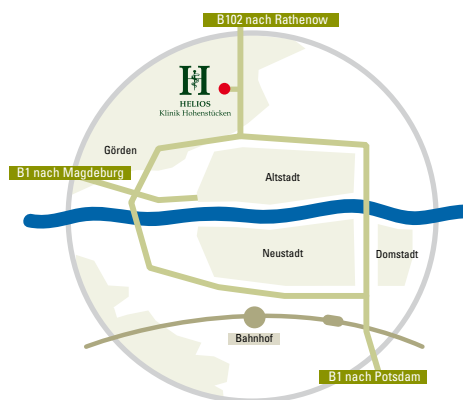 B102 nach Rathenow
H
HELIOS
Klinik Hohenstücken
Görden
B1 nach Magdeburg
Altstadt
Neustadt
Domstadt
Bahnhof
B1 nach Potsdam